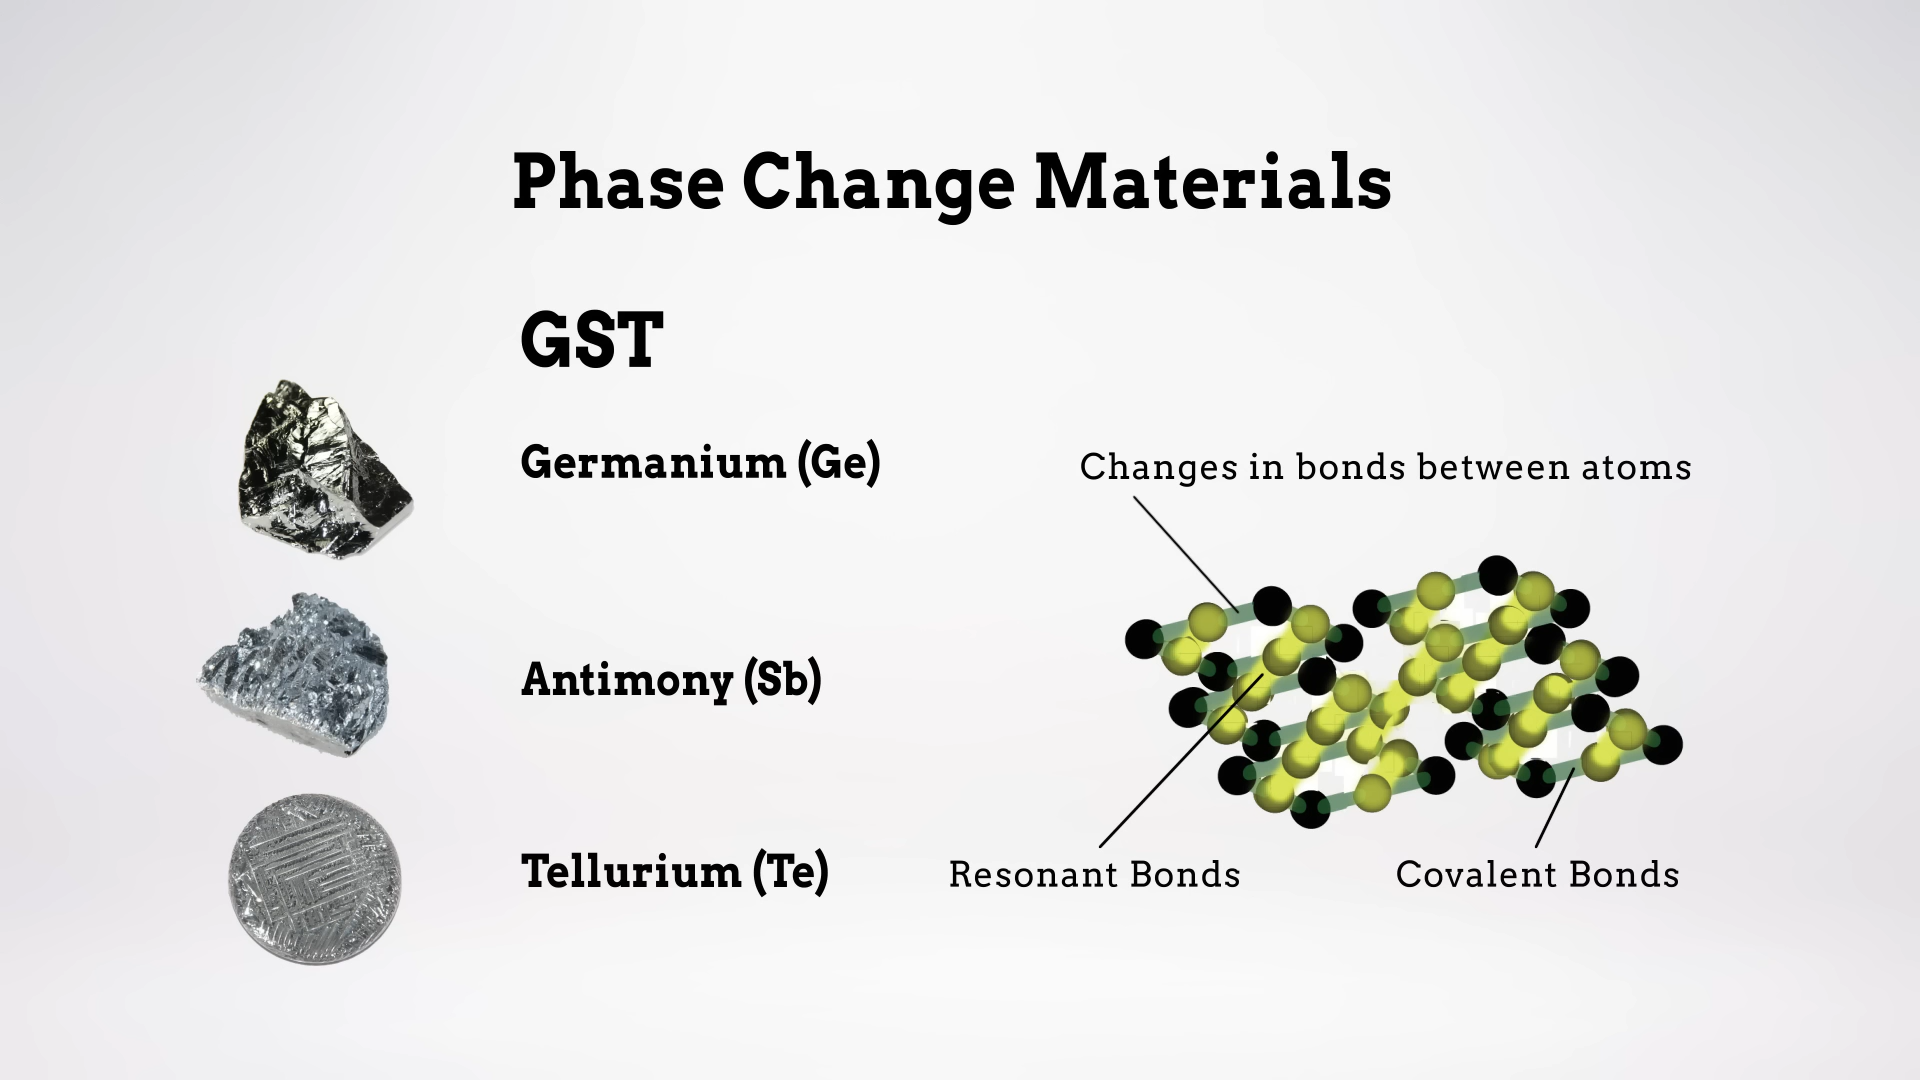 Phase Change Materials
GST
Germanium (Ge)
Antimony (Sb)
Tellurium (Te)
Changes in bonds between atoms
Resonant Bonds
Covalent Bonds